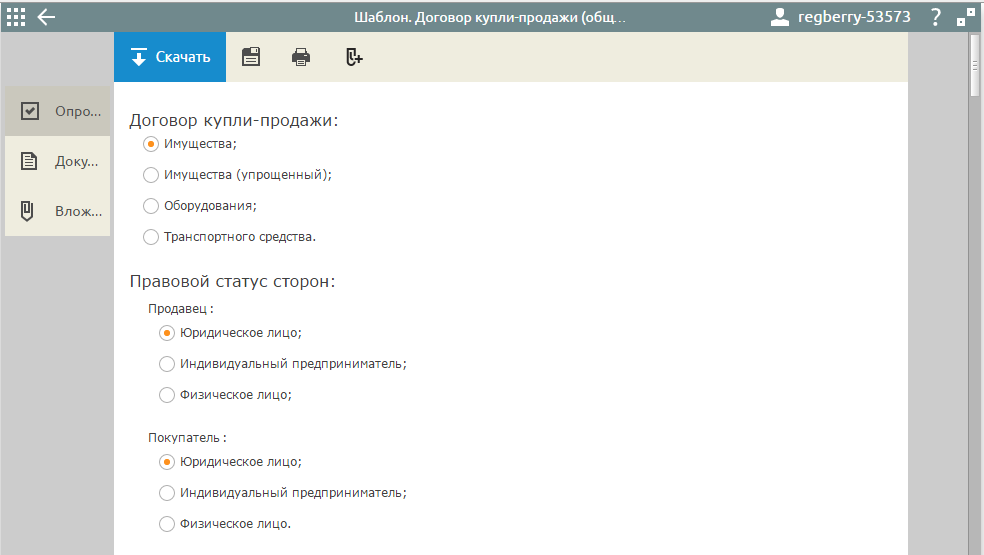 Шаблон. Договор купли-продажи (общ...
regberry-53573
?
Скачать
Опро...
Доку...
Влож...
Договор купли-продажи:
Имущества;
Имущества (упрощенный);
Оборудования;
Транспортного средства.
Правовой статус сторон:
Продавец :
Юридическое лицо;
Индивидуальный предприниматель;
Физическое лицо;
Покупатель :
Юридическое лицо;
Индивидуальный предприниматель;
Физическое лицо.